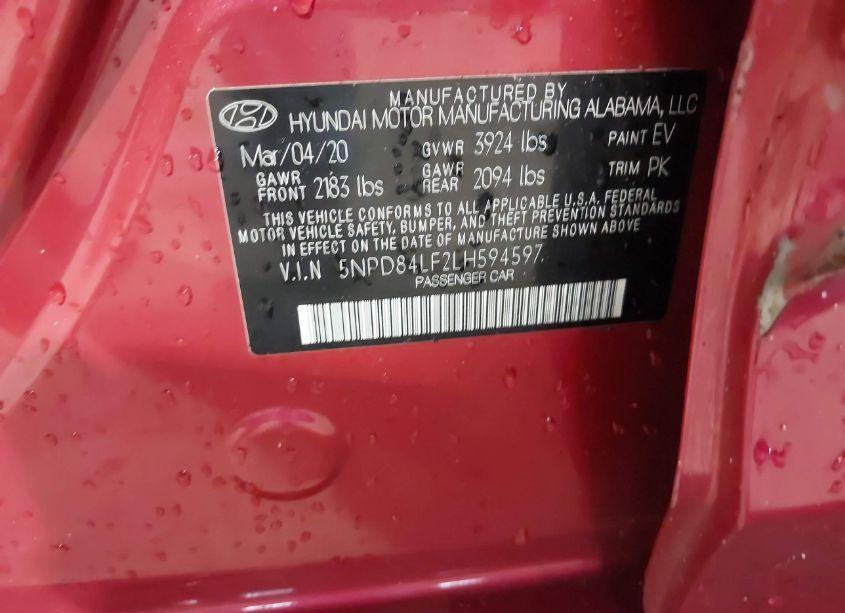 MANUFACTURED BY
HYUNDAI MOTOR MANUFACTURING ALABAMA, LLC
Mar/04/20 GVWR 3924 lbs PAINT EV
GAWR FRONT 2183 lbs GAWR REAR 2094 lbs TRIM PK
THIS VEHICLE CONFORMS TO ALL APPLICABLE U.S.A. FEDERAL
MOTOR VEHICLE SAFETY, BUMPER, AND THEFT PREVENTION STANDARDS
IN EFFECT ON THE DATE OF MANUFACTURE SHOWN ABOVE
V.I.N 5NPD84LF2LH594597
PASSENGER CAR